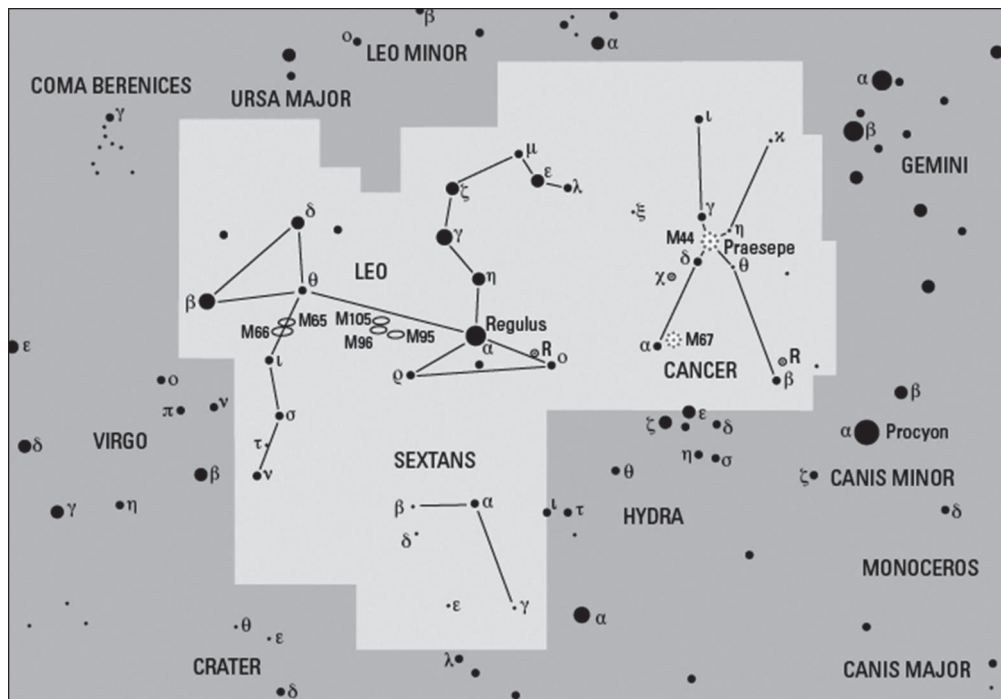 β
ο
LEO MINOR
α
COMA BERENICES
URSA MAJOR
γ
α
β
GEMINI
ι
κ
μ
ε
λ
ζ
δ
γ
ξ
γ
η
M44
Praesepe
δ
θ
χ
LEO
θ
η
β
M65
M66
M105
M96
M95
Regulus
α
R
ο
ϱ
α
M67
CANCER
R
β
ε
ι
ο
π
ν
VIRGO
σ
τ
ν
δ
β
γ
η
SEXTANS
β
α
δ
ε
γ
ζ
ε
δ
η
σ
θ
ι
τ
HYDRA
α
β
α
Procyon
ζ
CANIS MINOR
δ
MONOCEROS
θ
ε
CRATER
δ
λ
CANIS MAJOR